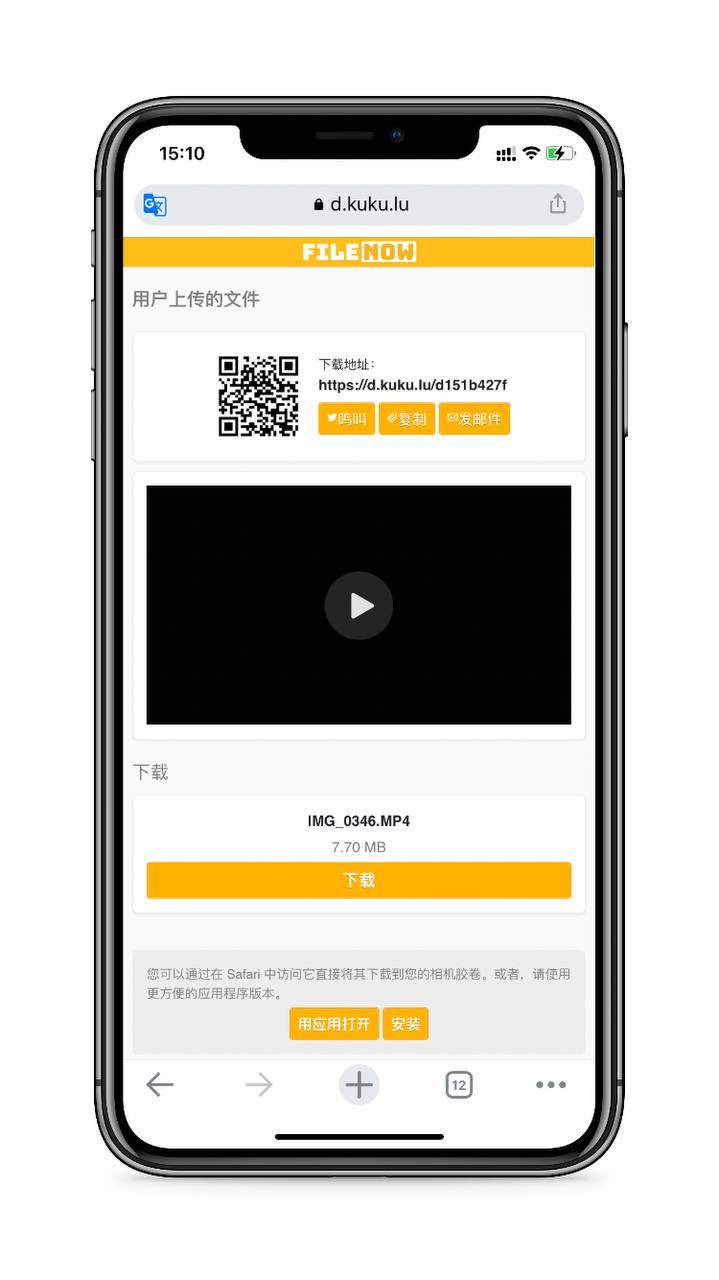 15:10
d.kuku.lu
FILENOW
用户上传的文件
下载地址:
https://d.kuku.lu/d151b427f
鸣叫 复制 发邮件
下载
IMG_0346.MP4
7.70 MB
下载
您可以通过在 Safari 中访问它直接将其下载到您的相机胶卷。或者，请使用
更方便的应用程序版本。
用应用打开 安装
12